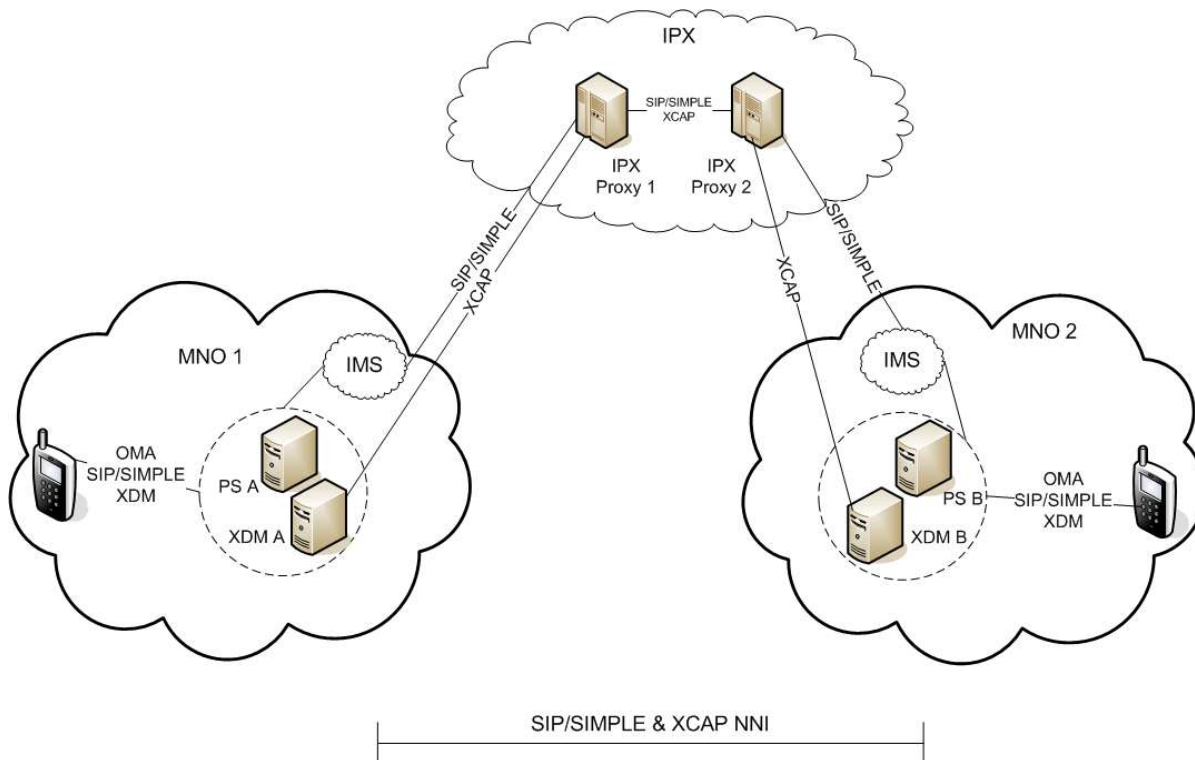 IPX
SIP/SIMPLE
XCAP
IPX
Proxy 1
IPX
Proxy 2
SIP/SIMPLE
XCAP
XCAP
SIP/SIMPLE
MNO 1
IMS
OMA
SIP/SIMPLE
XDM
PS A
XDM A
MNO 2
IMS
PS B
XDM B
OMA
SIP/SIMPLE
XDM
SIP/SIMPLE & XCAP NNI